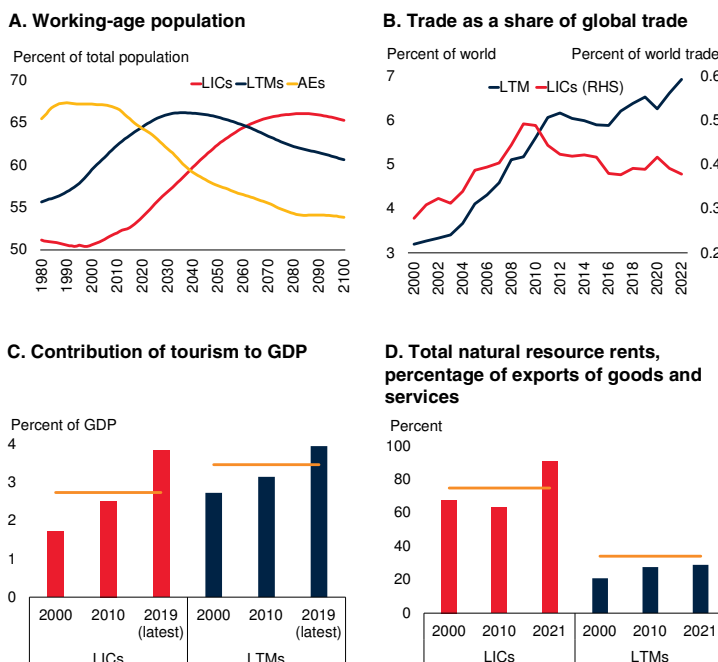 A. Working-age population
Percent of total population
LICs LTMs AEs
70
65
60
55
50
1980
1990
2000
2010
2020
2030
2040
2050
2060
2070
2080
2090
2100
B. Trade as a share of global trade
Percent of world Percent of world trade
LTM LICs (RHS)
7 0.6
6 0.5
5 0.4
4 0.3
3 0.2
2000
2002
2004
2006
2008
2010
2012
2014
2016
2018
2020
2022
C. Contribution of tourism to GDP
Percent of GDP
4
3
2
1
0
2000 2010 2019 2000 2010 2019
(latest) (latest)
LICs LTMs
D. Total natural resource rents,
percentage of exports of goods and
services
Percent
100
80
60
40
20
0
2000 2010 2021 2000 2010 2021
LICs LTMs